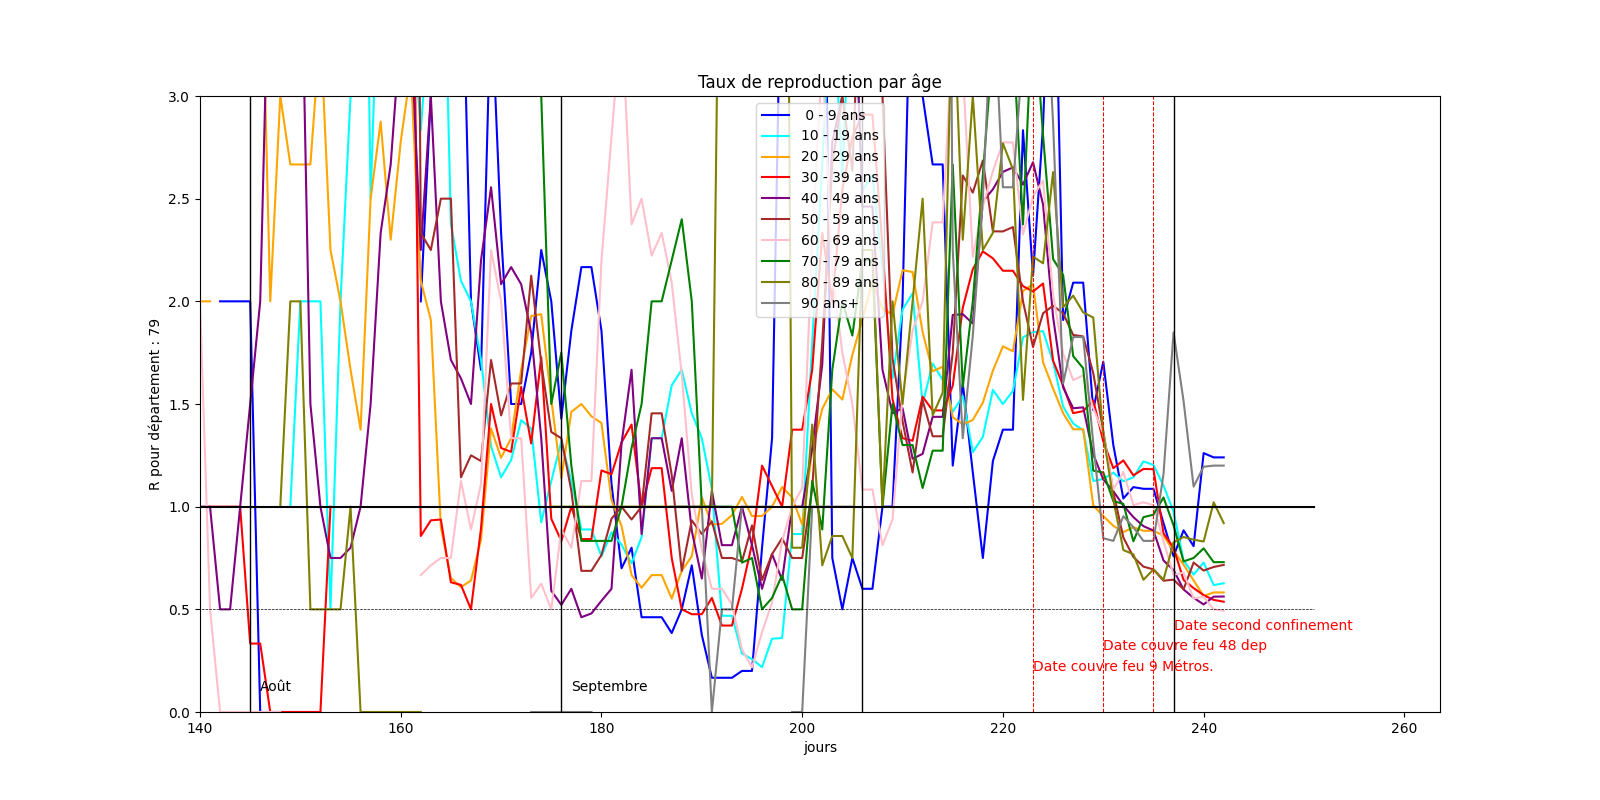 Taux de reproduction par âge
R pour département : 79
3.0
2.5
2.0
1.5
1.0
0.5
0.0
0 - 9 ans
10 - 19 ans
20 - 29 ans
30 - 39 ans
40 - 49 ans
50 - 59 ans
60 - 69 ans
70 - 79 ans
80 - 89 ans
90 ans+
Date second confinement
Date couvre feu 48 dep
Date couvre feu 9 Métros.
Août
Septembre
140
160
180
200
220
240
260
jours